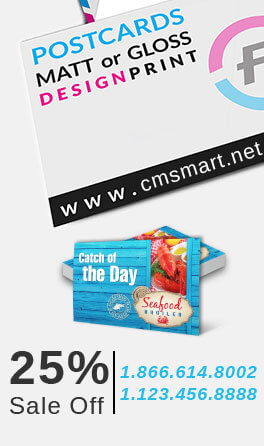 POSTCARDS
MATT or GLOSS
DESIGNPRINT
www.cmsmart.net
Catch of
the Day
Seafood
BROILER
25%
Sale Off
1.866.614.8002
1.123.456.8888